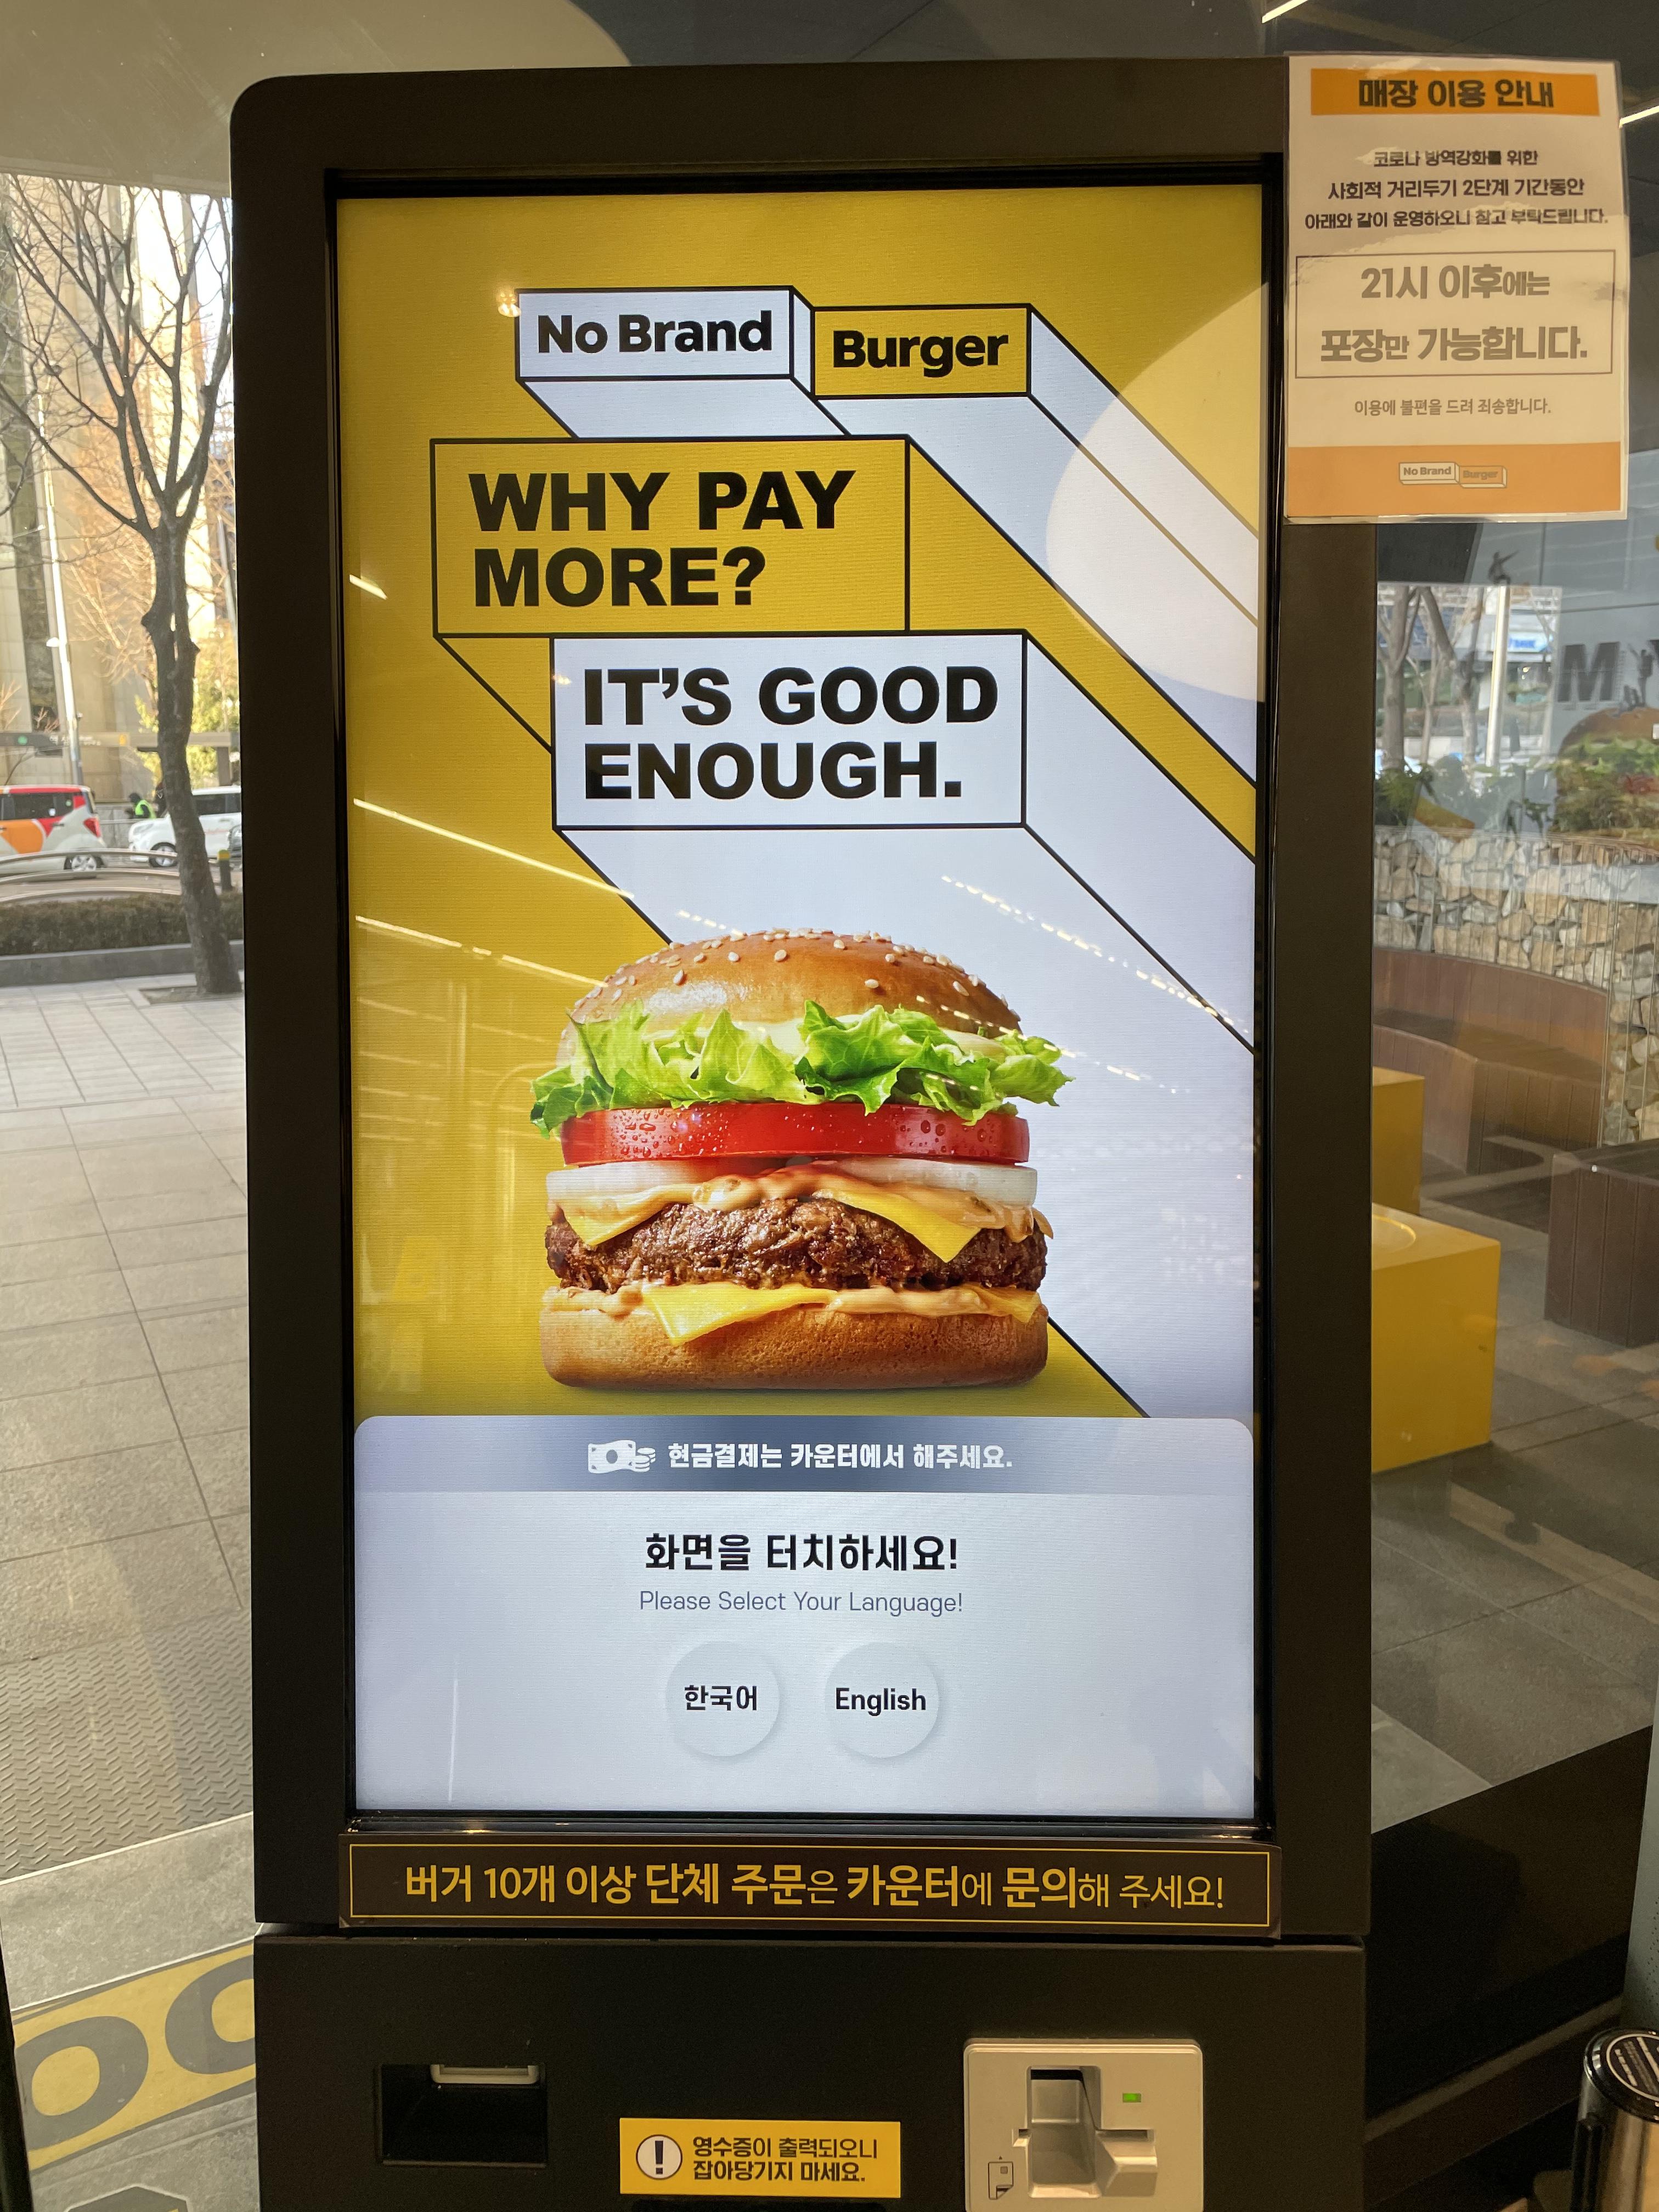 매장 이용 안내
코로나 방역강화를 위한
사회적 거리두기 2단계 기간동안
아래와 같이 운영하오니 참고 부탁드립니다.
21시 이후에는
포장만 가능합니다.
이용에 불편을 드려 죄송합니다.
No Brand Burger
No Brand Burger
WHY PAY
MORE?
IT'S GOOD
ENOUGH.
현금결제는 카운터에서 해주세요.
화면을 터치하세요!
Please Select Your Language!
한국어 English
버거 10개 이상 단체 주문은 카운터에 문의해 주세요!
영수증이 출력되오니
잡아당기지 마세요.